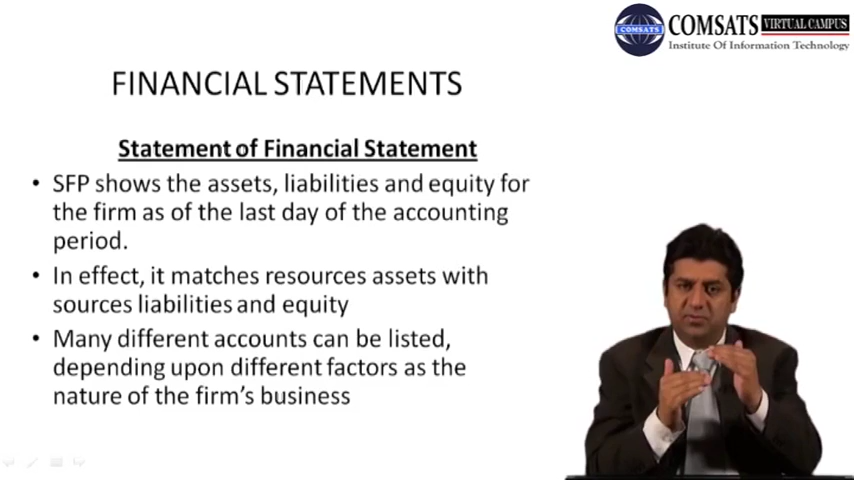 COMSATS
COMSATS VIRTUAL CAMPUS
Institute Of Information Technology
FINANCIAL STATEMENTS
Statement of Financial Statement
• SFP shows the assets, liabilities and equity for
the firm as of the last day of the accounting
period.
• In effect, it matches resources assets with
sources liabilities and equity
• Many different accounts can be listed,
depending upon different factors as the
nature of the firm's business